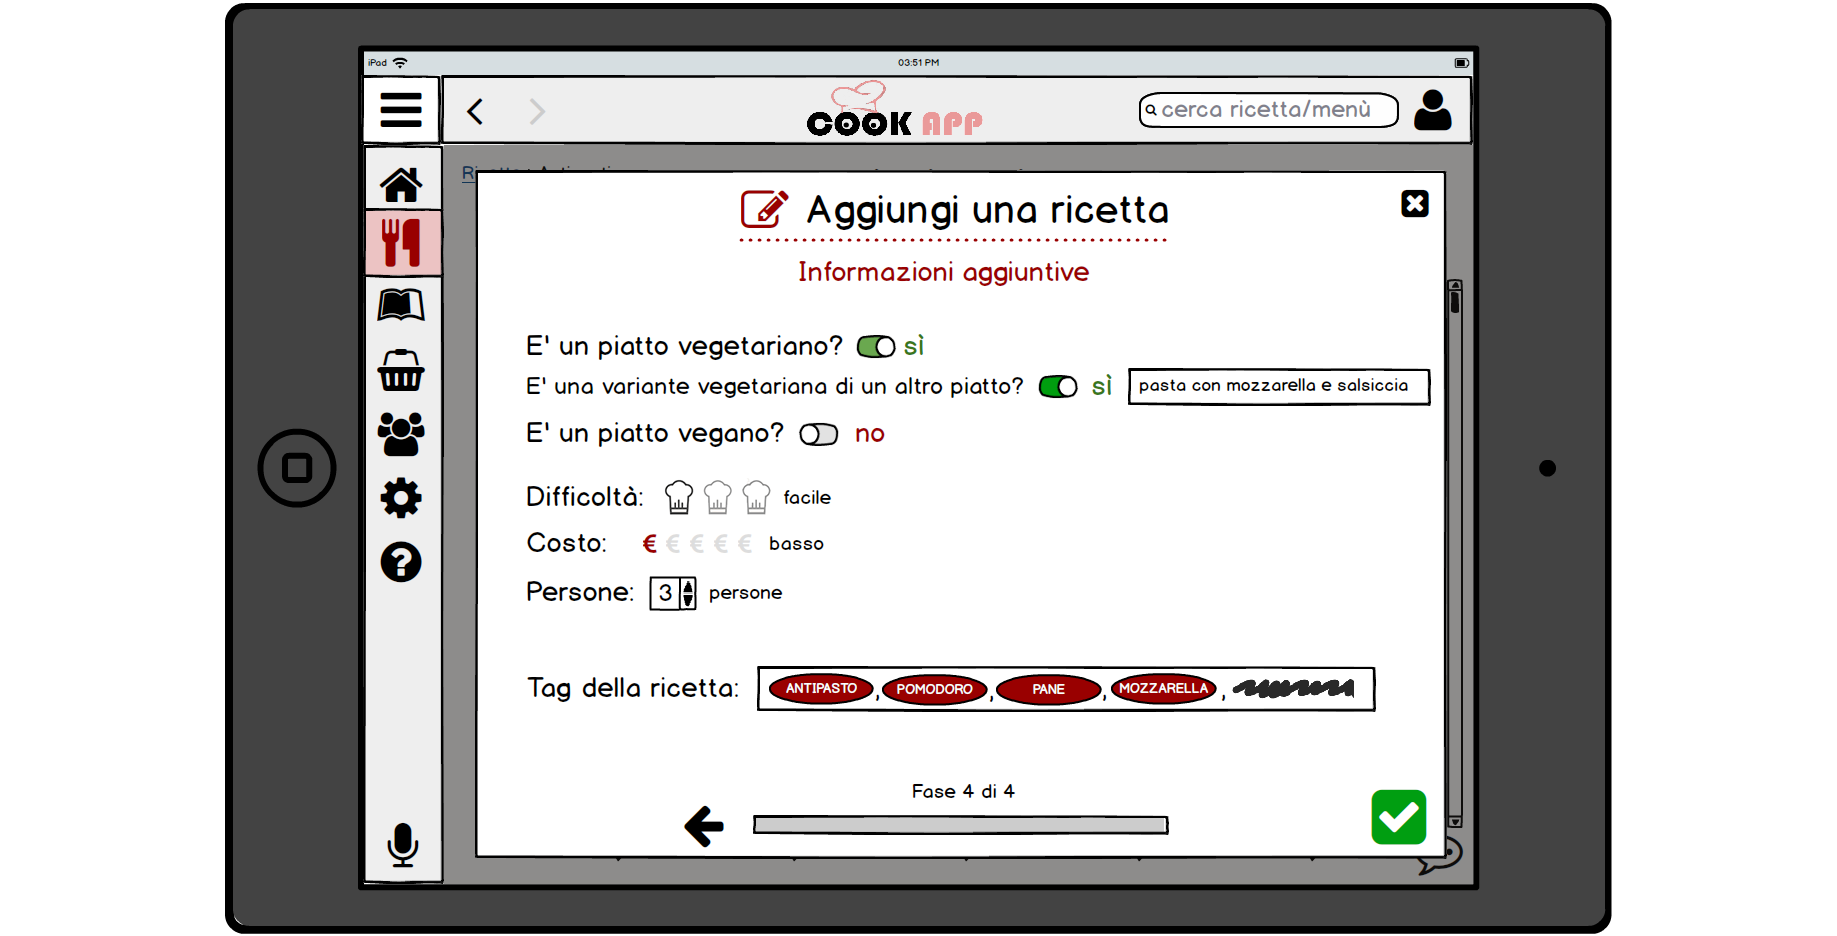 iPad
03:51 PM
COOK APP
cerca ricetta/menù
Aggiungi una ricetta
Informazioni aggiuntive
E' un piatto vegetariano? sì
E' una variante vegetariana di un altro piatto? sì pasta con mozzarella e salsiccia
E' un piatto vegano? no
Difficoltà: facile
Costo: € € € € € basso
Persone: 3 persone
Tag della ricetta: ANTIPASTO, POMODORO, PANE, MOZZARELLA,
Fase 4 di 4